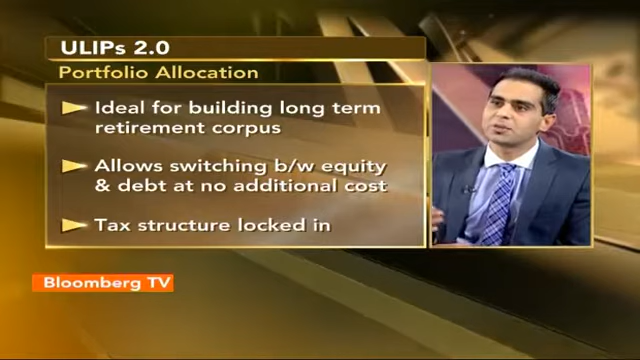 ULIPs 2.0
Portfolio Allocation
Ideal for building long term
retirement corpus
Allows switching b/w equity
& debt at no additional cost
Tax structure locked in
Bloomberg TV